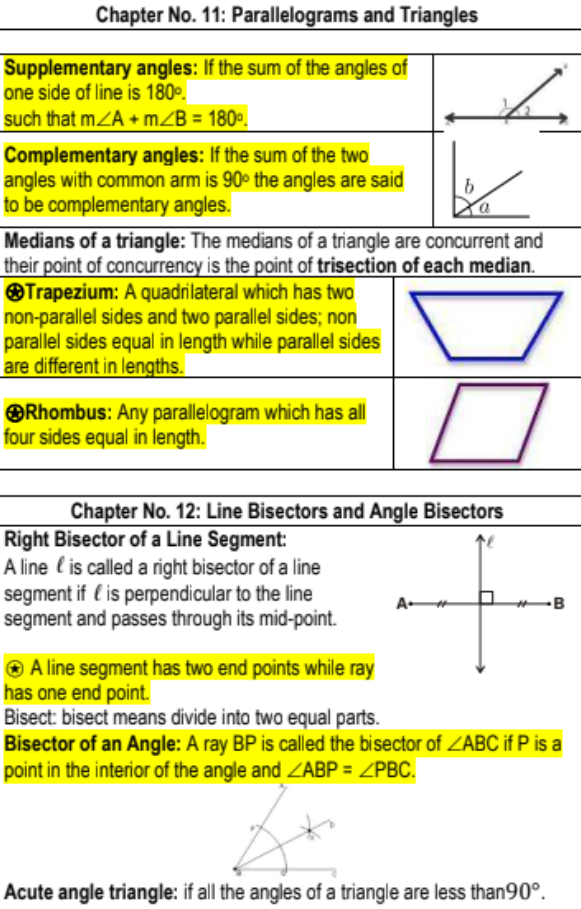 Chapter No. 11: Parallelograms and Triangles
Supplementary angles: If the sum of the angles of
one side of line is 180º.
such that m∠A + m∠B = 180º.
1
2
Complementary angles: If the sum of the two
angles with common arm is 90º the angles are said
to be complementary angles.
b
a
Medians of a triangle: The medians of a triangle are concurrent and
their point of concurrency is the point of trisection of each median.
✪Trapezium: A quadrilateral which has two
non-parallel sides and two parallel sides; non
parallel sides equal in length while parallel sides
are different in lengths.
✪Rhombus: Any parallelogram which has all
four sides equal in length.
Chapter No. 12: Line Bisectors and Angle Bisectors
Right Bisector of a Line Segment:
A line ℓ is called a right bisector of a line
segment if ℓ is perpendicular to the line
segment and passes through its mid-point.
ℓ
A
B
⍟ A line segment has two end points while ray
has one end point.
Bisect: bisect means divide into two equal parts.
Bisector of an Angle: A ray BP is called the bisector of ∠ABC if P is a
point in the interior of the angle and ∠ABP = ∠PBC.
Acute angle triangle: if all the angles of a triangle are less than90°.